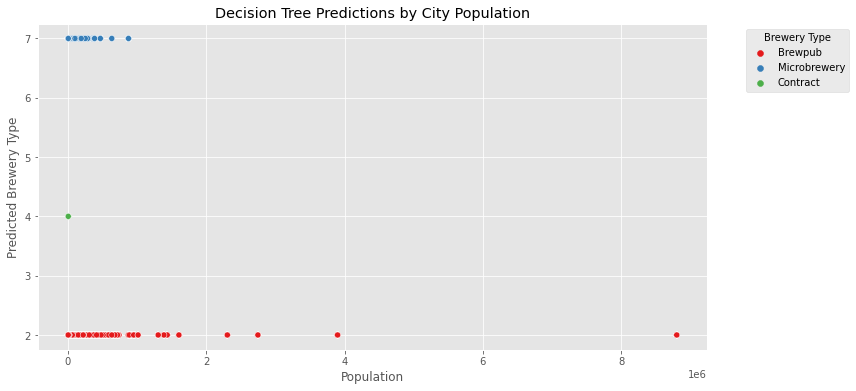 Decision Tree Predictions by City Population
Predicted Brewery Type
7
6
5
4
3
2
0
2
4
6
8
1e6
Population
Brewery Type
Brewpub
Microbrewery
Contract